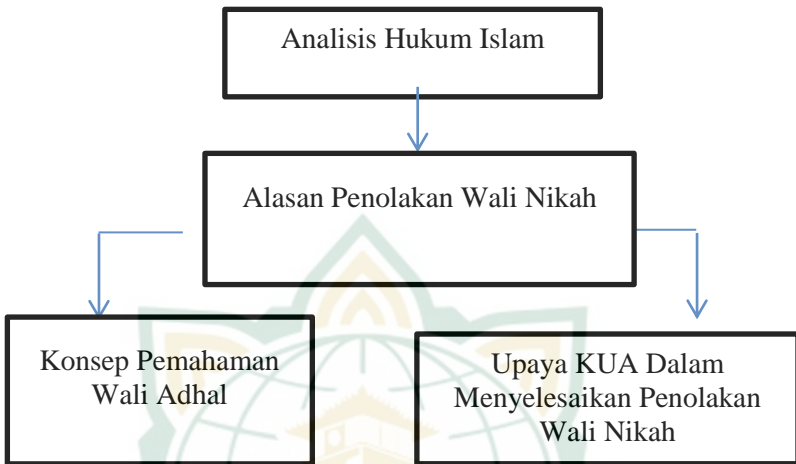 Analisis Hukum Islam
Alasan Penolakan Wali Nikah
Konsep Pemahaman
Wali Adhal
Upaya KUA Dalam
Menyelesaikan Penolakan
Wali Nikah